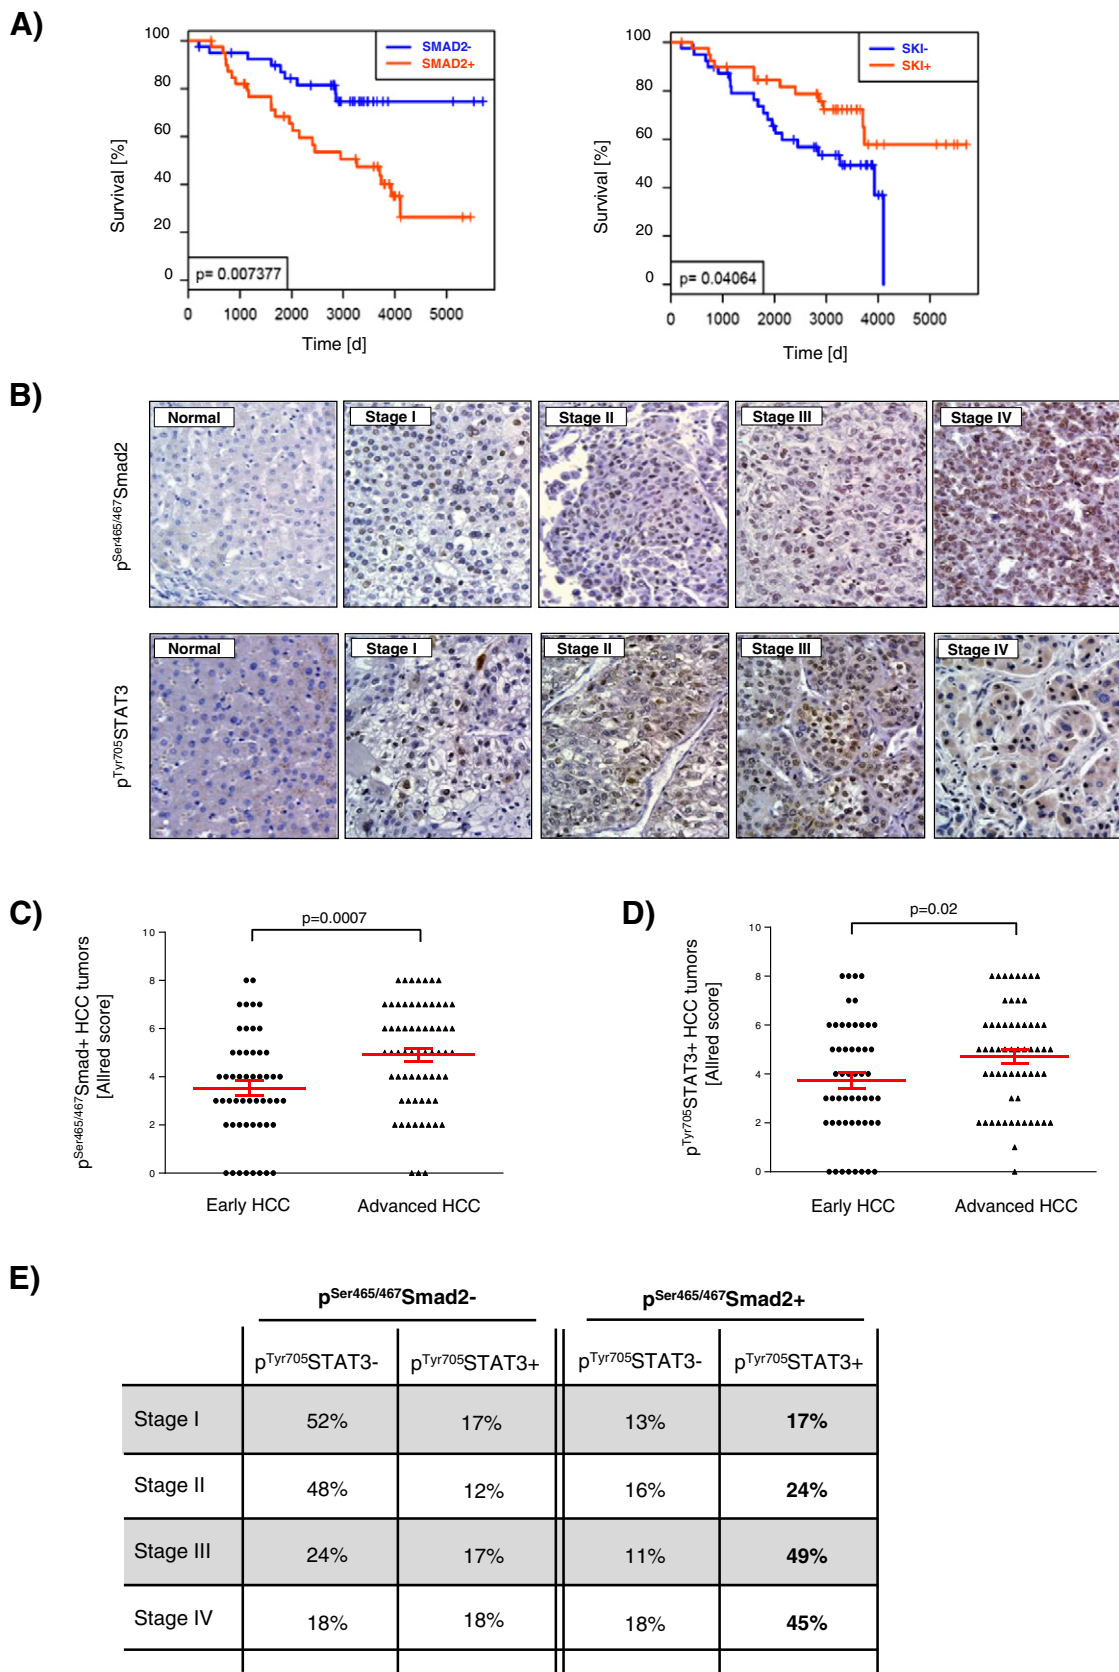 A)
100
80
60
40
20
0
Survival [%]
SMAD2-
SMAD2+
p= 0.007377
0 1000 2000 3000 4000 5000
Time [d]
100
80
60
40
20
0
Survival [%]
SKI-
SKI+
p= 0.04064
0 1000 2000 3000 4000 5000
Time [d]
B)
pSer465/467Smad2
Normal Stage I Stage II Stage III Stage IV
pTyr705STAT3
Normal Stage I Stage II Stage III Stage IV
C)
p=0.0007
pSer465/467Smad+ HCC tumors
[Allred score]
10
8
6
4
2
0
Early HCC Advanced HCC
D)
p=0.02
pTyr705STAT3+ HCC tumors
[Allred score]
10
8
6
4
2
0
Early HCC Advanced HCC
E)
pSer465/467Smad2- pSer465/467Smad2+
pTyr705STAT3- pTyr705STAT3+ pTyr705STAT3- pTyr705STAT3+
Stage I 52% 17% 13% 17%
Stage II 48% 12% 16% 24%
Stage III 24% 17% 11% 49%
Stage IV 18% 18% 18% 45%